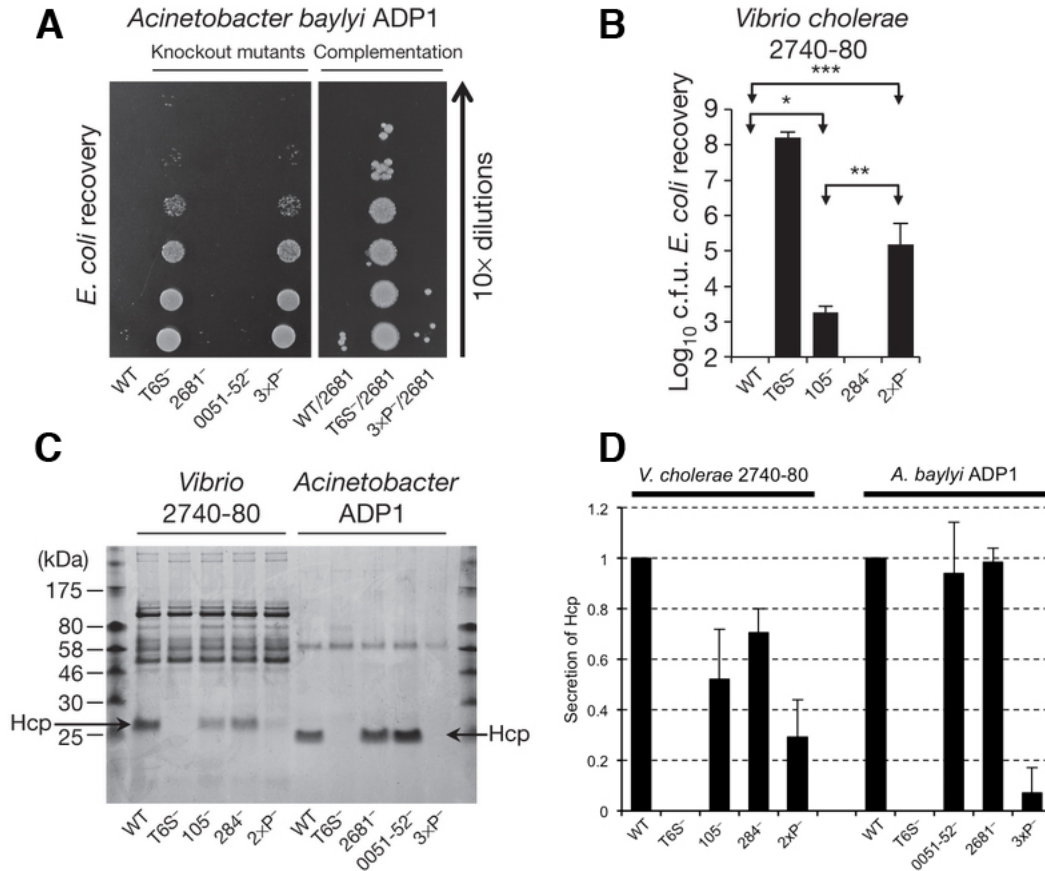 A
Acinetobacter baylyi ADP1
Knockout mutants
Complementation
E. coli recovery
10× dilutions
WT
T6S⁻
2681⁻
0051-52⁻
3×P⁻
WT/2681
T6S⁻/2681
3×P⁻/2681
B
Vibrio cholerae
2740-80
***
*
**
Log₁₀ c.f.u. E. coli recovery
9
8
7
6
5
4
3
2
WT
T6S⁻
105⁻
284⁻
2×P⁻
C
Vibrio
2740-80
Acinetobacter
ADP1
(kDa)
175
80
58
46
30
Hcp
25
Hcp
WT
T6S⁻
105⁻
284⁻
2×P⁻
WT
T6S⁻
2681⁻
0051-52⁻
3×P⁻
D
V. cholerae 2740-80
A. baylyi ADP1
Secretion of Hcp
1.2
1
0.8
0.6
0.4
0.2
0
WT
T6S⁻
105⁻
284⁻
2xP⁻
WT
T6S⁻
0051-52⁻
2681⁻
3xP⁻